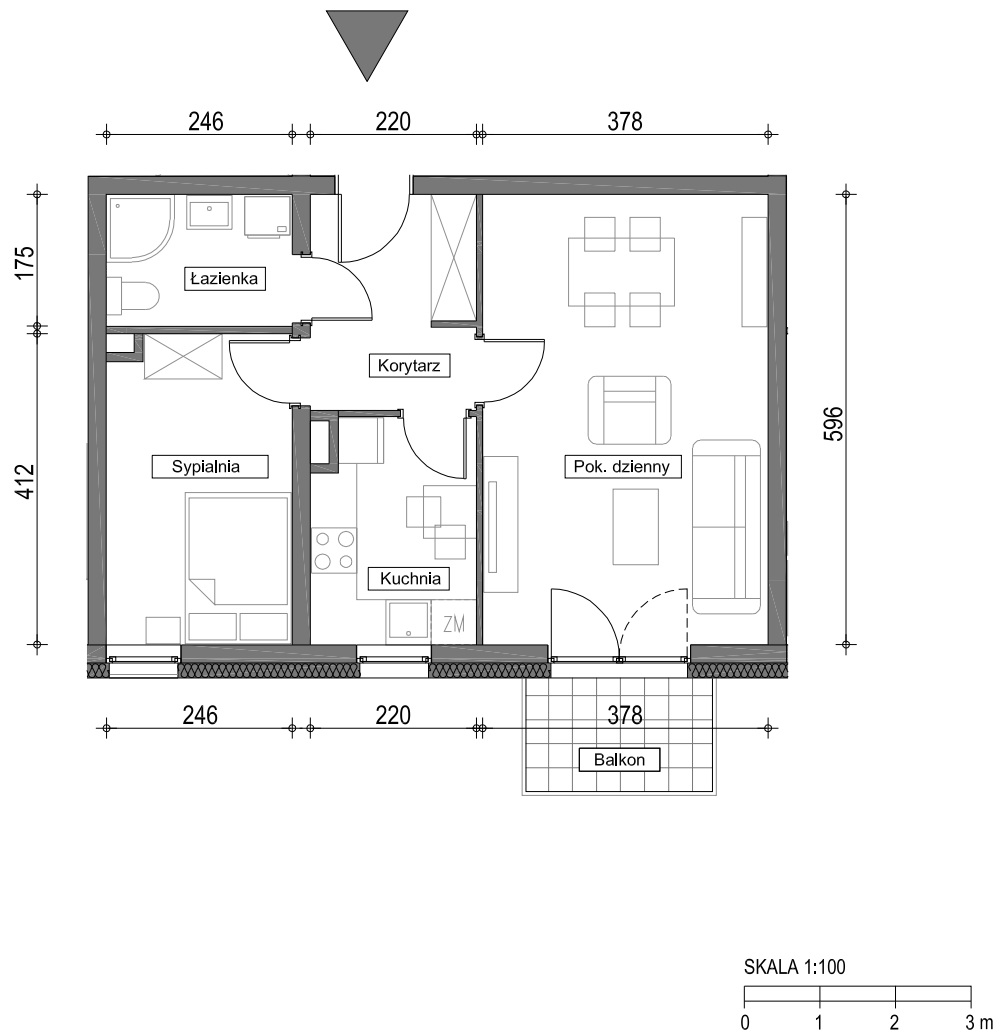 246
220
378
175
Łazienka
Korytarz
596
412
Sypialnia
Pok. dzienny
Kuchnia
ZM
246
220
378
Balkon
SKALA 1:100
0
1
2
3 m